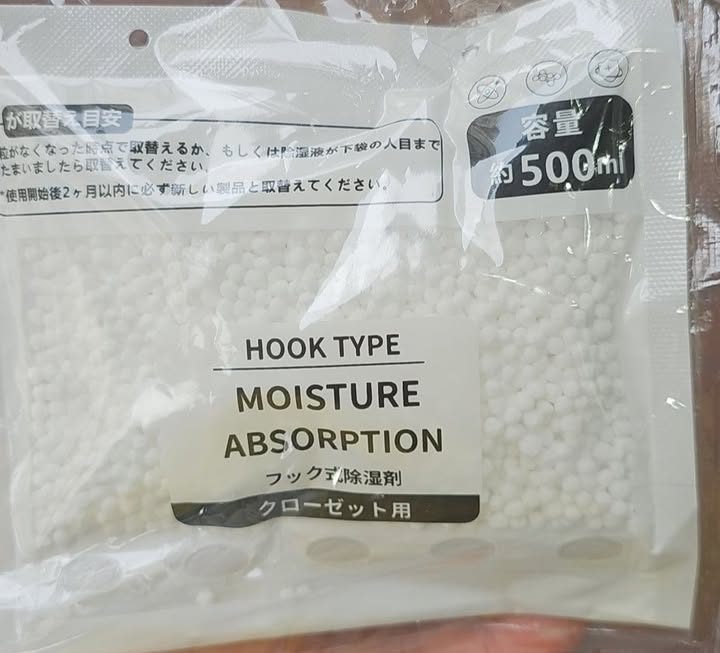 が取替え目安
粒がなくなった時点で取替えるか、もしくは除湿液が下袋の人目まで
たまいましたら取替えてください。
*使用開始後2ヶ月以内に必ず新しい製品と取替えてください。
容量
約500ml
HOOK TYPE
MOISTURE
ABSORPTION
フック式除湿剤
クローゼット用